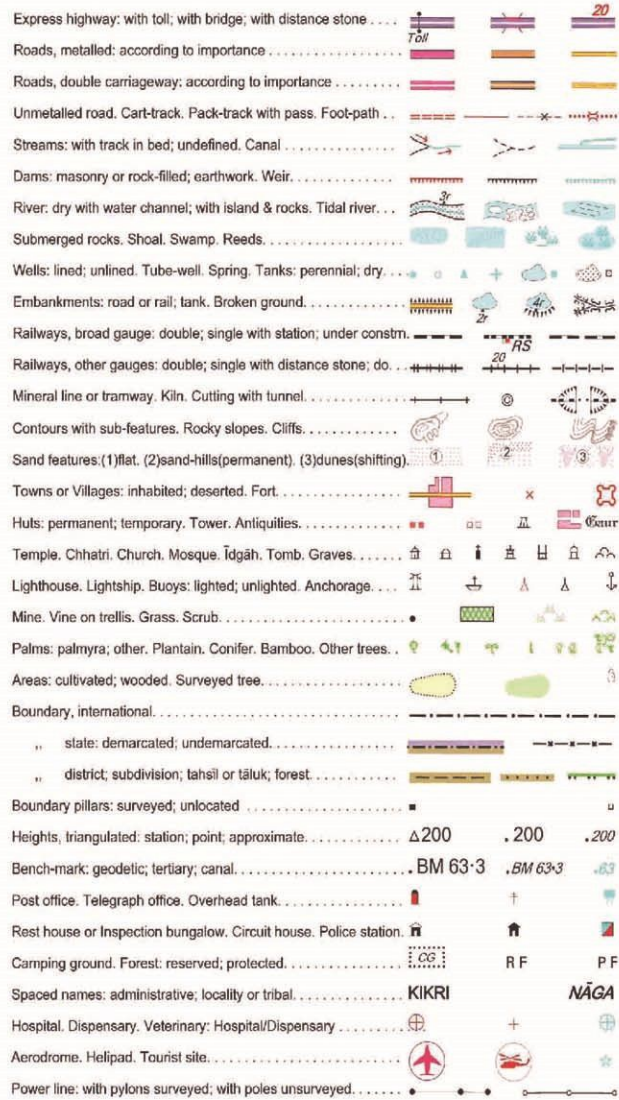 Express highway: with toll; with bridge; with distance stone .... Toll 20
Roads, metalled: according to importance ..........
Roads, double carriageway: according to importance .........
Unmetalled road. Cart-track. Pack-track with pass. Foot-path ..
Streams: with track in bed; undefined. Canal ..............
Dams: masonry or rock-filled; earthwork. Weir..............
River: dry with water channel; with island & rocks. Tidal river... 3r
Submerged rocks. Shoal. Swamp. Reeds....................
Wells: lined; unlined. Tube-well. Spring. Tanks: perennial; dry..
Embankments: road or rail; tank. Broken ground............. 2r 4r
Railways, broad gauge: double; single with station; under constrn. RS
Railways, other gauges: double; single with distance stone; do... 20
Mineral line or tramway. Kiln. Cutting with tunnel............
Contours with sub-features. Rocky slopes. Cliffs.............
Sand features:(1)flat. (2)sand-hills(permanent). (3)dunes(shifting). 1 2 3
Towns or Villages: inhabited; deserted. Fort.................
Huts: permanent; temporary. Tower. Antiquities.............. Gaur
Temple. Chhatri. Church. Mosque. Īdgāh. Tomb. Graves........
Lighthouse. Lightship. Buoys: lighted; unlighted. Anchorage.....
Mine. Vine on trellis. Grass. Scrub........................
Palms: palmyra; other. Plantain. Conifer. Bamboo. Other trees. .
Areas: cultivated; wooded. Surveyed tree....................
Boundary, international..................................
,, state: demarcated; undemarcated..................
,, district; subdivision; tahsīl or tāluk; forest............
Boundary pillars: surveyed; unlocated .....................
Heights, triangulated: station; point; approximate............. △200 .200 .200
Bench-mark: geodetic; tertiary; canal....................... .BM 63·3 .BM 63·3 .63
Post office. Telegraph office. Overhead tank.................
Rest house or Inspection bungalow. Circuit house. Police station.
Camping ground. Forest: reserved; protected................. CG R F P F
Spaced names: administrative; locality or tribal.............. KIKRI NĀGA
Hospital. Dispensary. Veterinary: Hospital/Dispensary .........
Aerodrome. Helipad. Tourist site...........................
Power line: with pylons surveyed; with poles unsurveyed.......